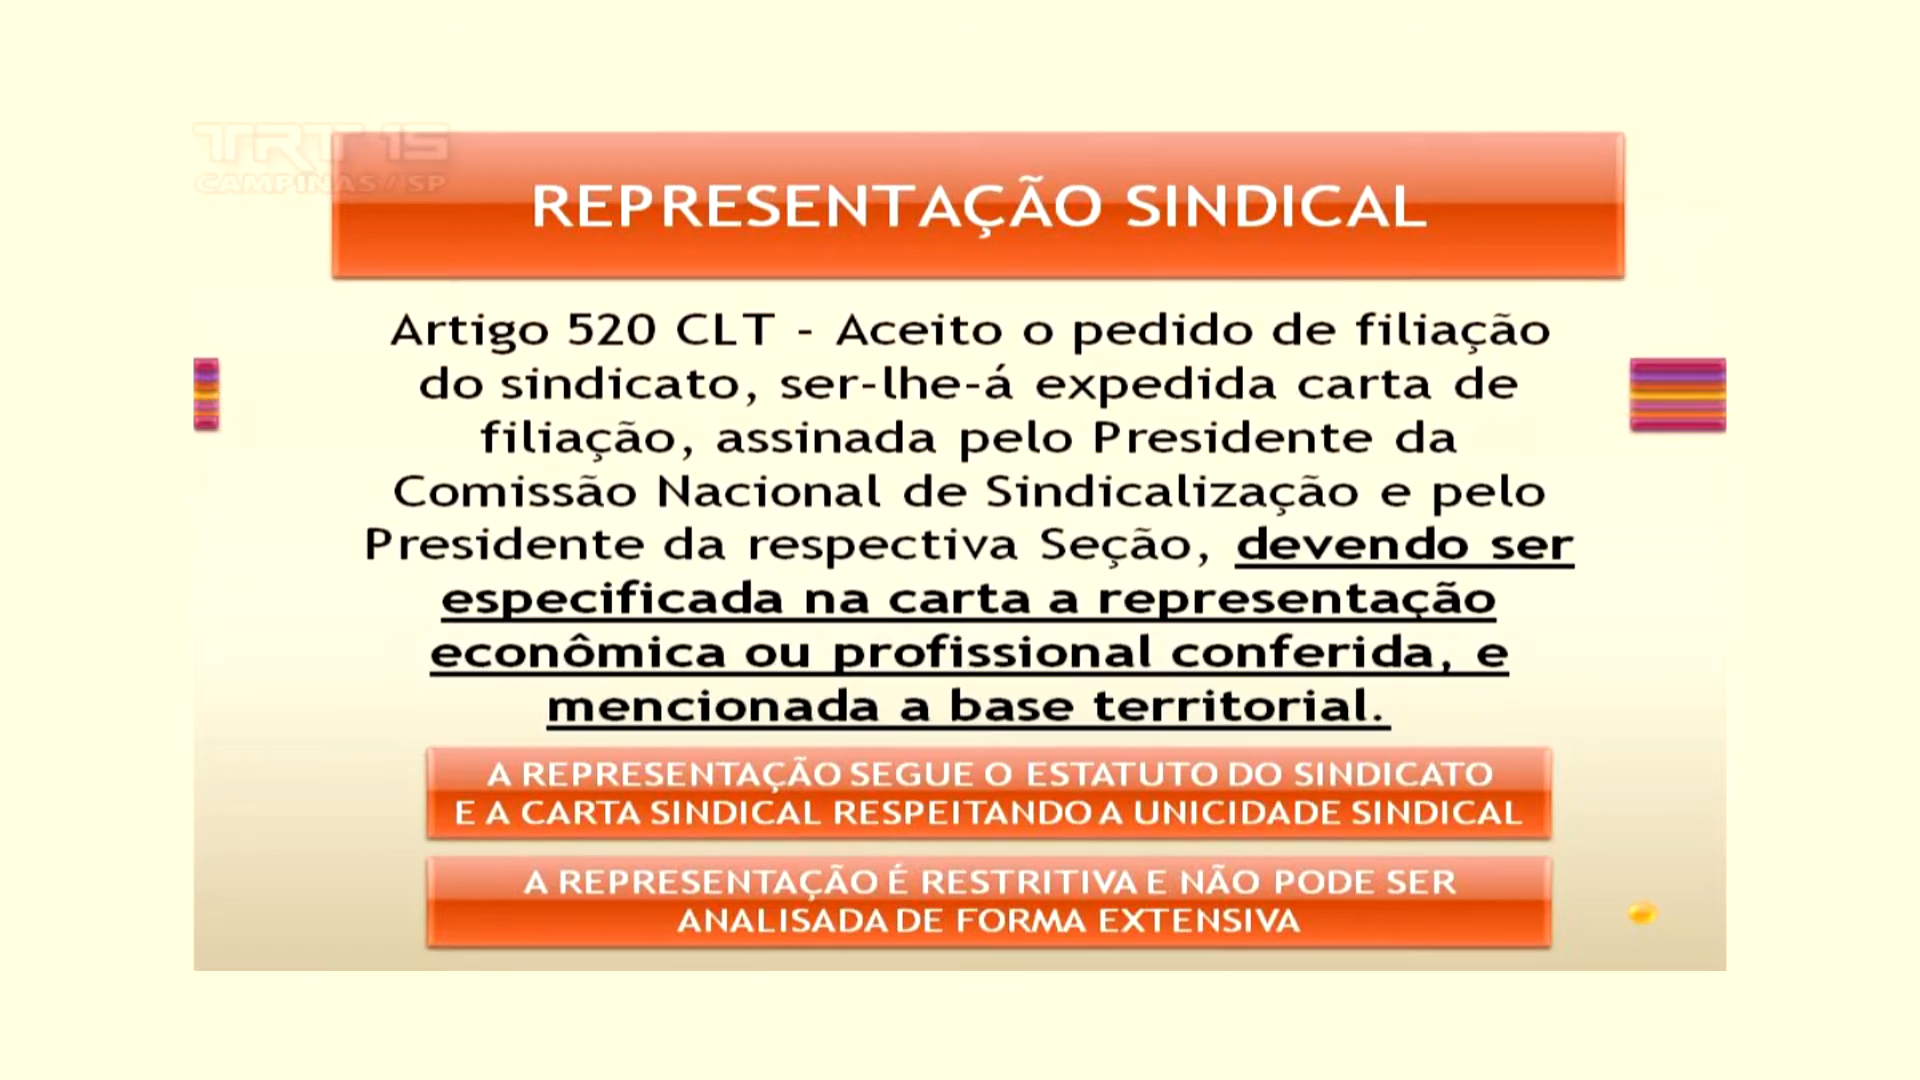 TRT 15
CAMPINAS / SP
REPRESENTAÇÃO SINDICAL
Artigo 520 CLT - Aceito o pedido de filiação
do sindicato, ser-lhe-á expedida carta de
filiação, assinada pelo Presidente da
Comissão Nacional de Sindicalização e pelo
Presidente da respectiva Seção, devendo ser
especificada na carta a representação
econômica ou profissional conferida, e
mencionada a base territorial.
A REPRESENTAÇÃO SEGUE O ESTATUTO DO SINDICATO
E A CARTA SINDICAL RESPEITANDO A UNICIDADE SINDICAL
A REPRESENTAÇÃO É RESTRITIVA E NÃO PODE SER
ANALISADA DE FORMA EXTENSIVA